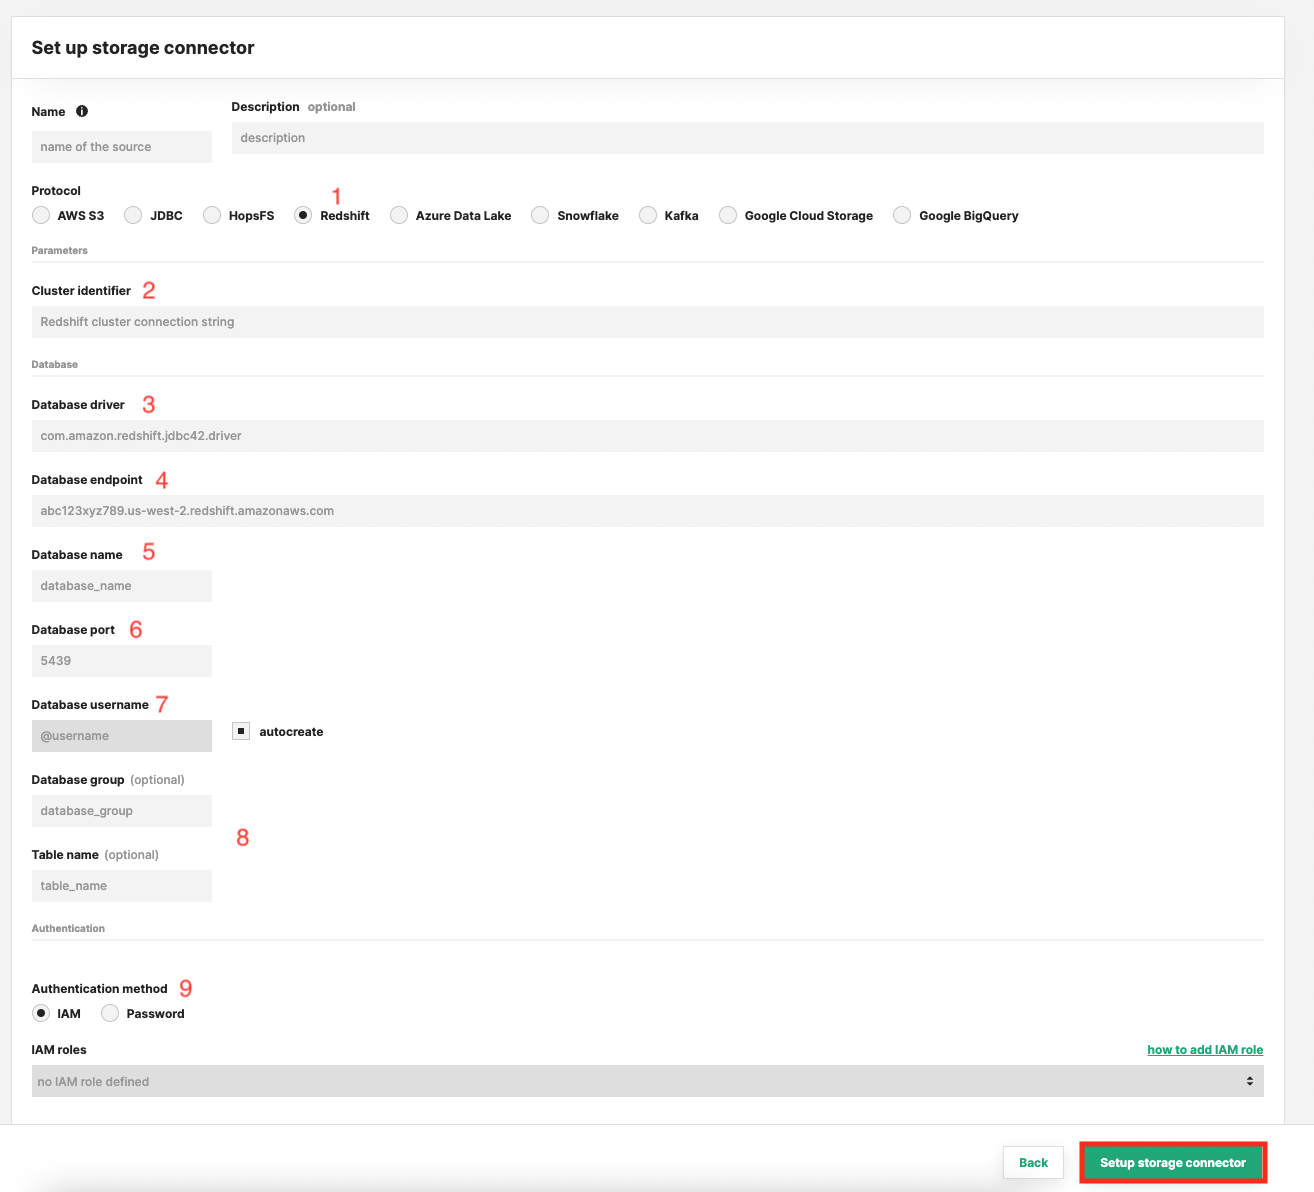 Set up storage connector
Name
Description optional
name of the source
description
Protocol
1
AWS S3 JDBC HopsFS Redshift Azure Data Lake Snowflake Kafka Google Cloud Storage Google BigQuery
Parameters
Cluster identifier 2
Redshift cluster connection string
Database
Database driver 3
com.amazon.redshift.jdbc42.driver
Database endpoint 4
abc123xyz789.us-west-2.redshift.amazonaws.com
Database name 5
database_name
Database port 6
5439
Database username 7
@username autocreate
Database group (optional)
database_group
8
Table name (optional)
table_name
Authentication
Authentication method 9
IAM Password
IAM roles how to add IAM role
no IAM role defined
Back Setup storage connector